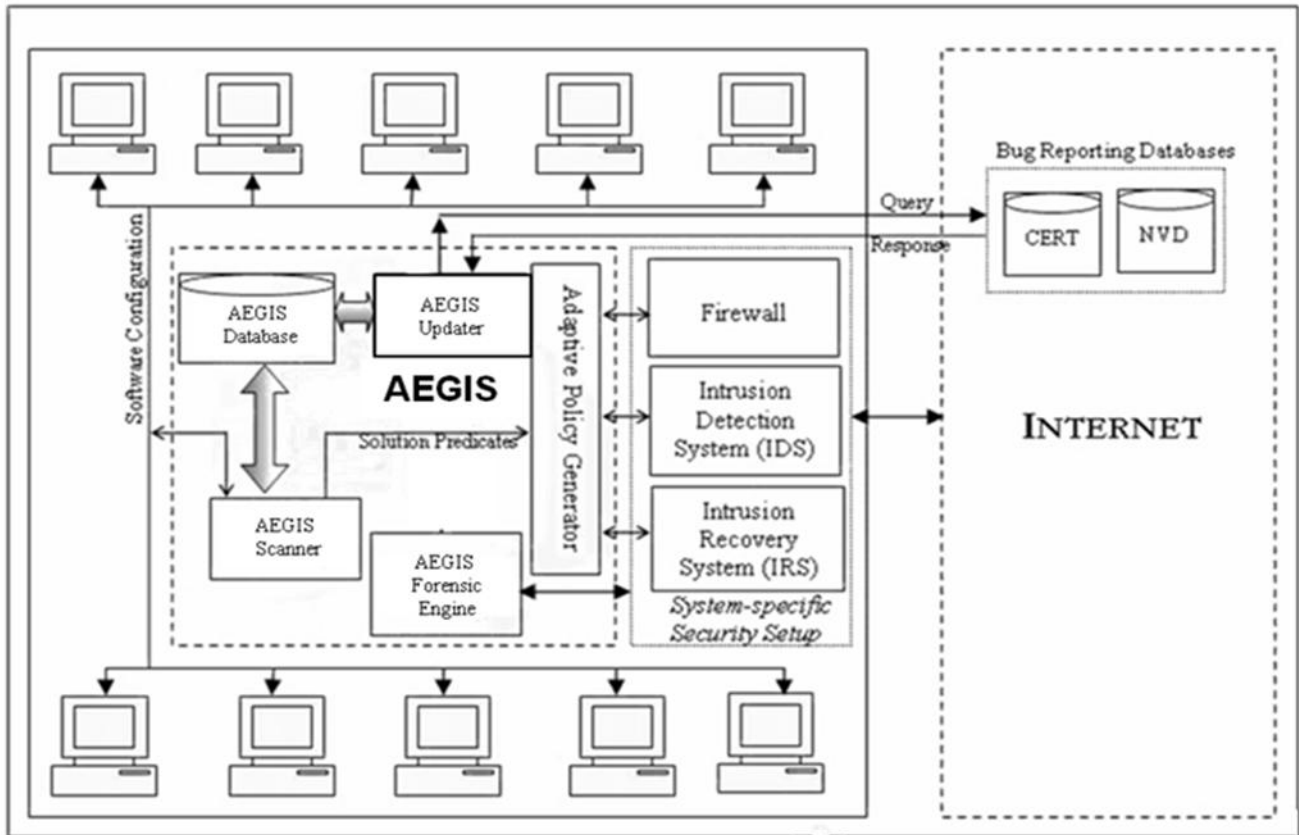 Bug Reporting Databases
CERT
NVD
Query
Response
Software Configuration
AEGIS
Database
AEGIS
Updater
AEGIS
Adaptive Policy Generator
Firewall
Intrusion
Detection
System (IDS)
INTERNET
Solution Predicates
AEGIS
Scanner
AEGIS
Forensic
Engine
Intrusion
Recovery
System (IRS)
System-specific
Security Setup